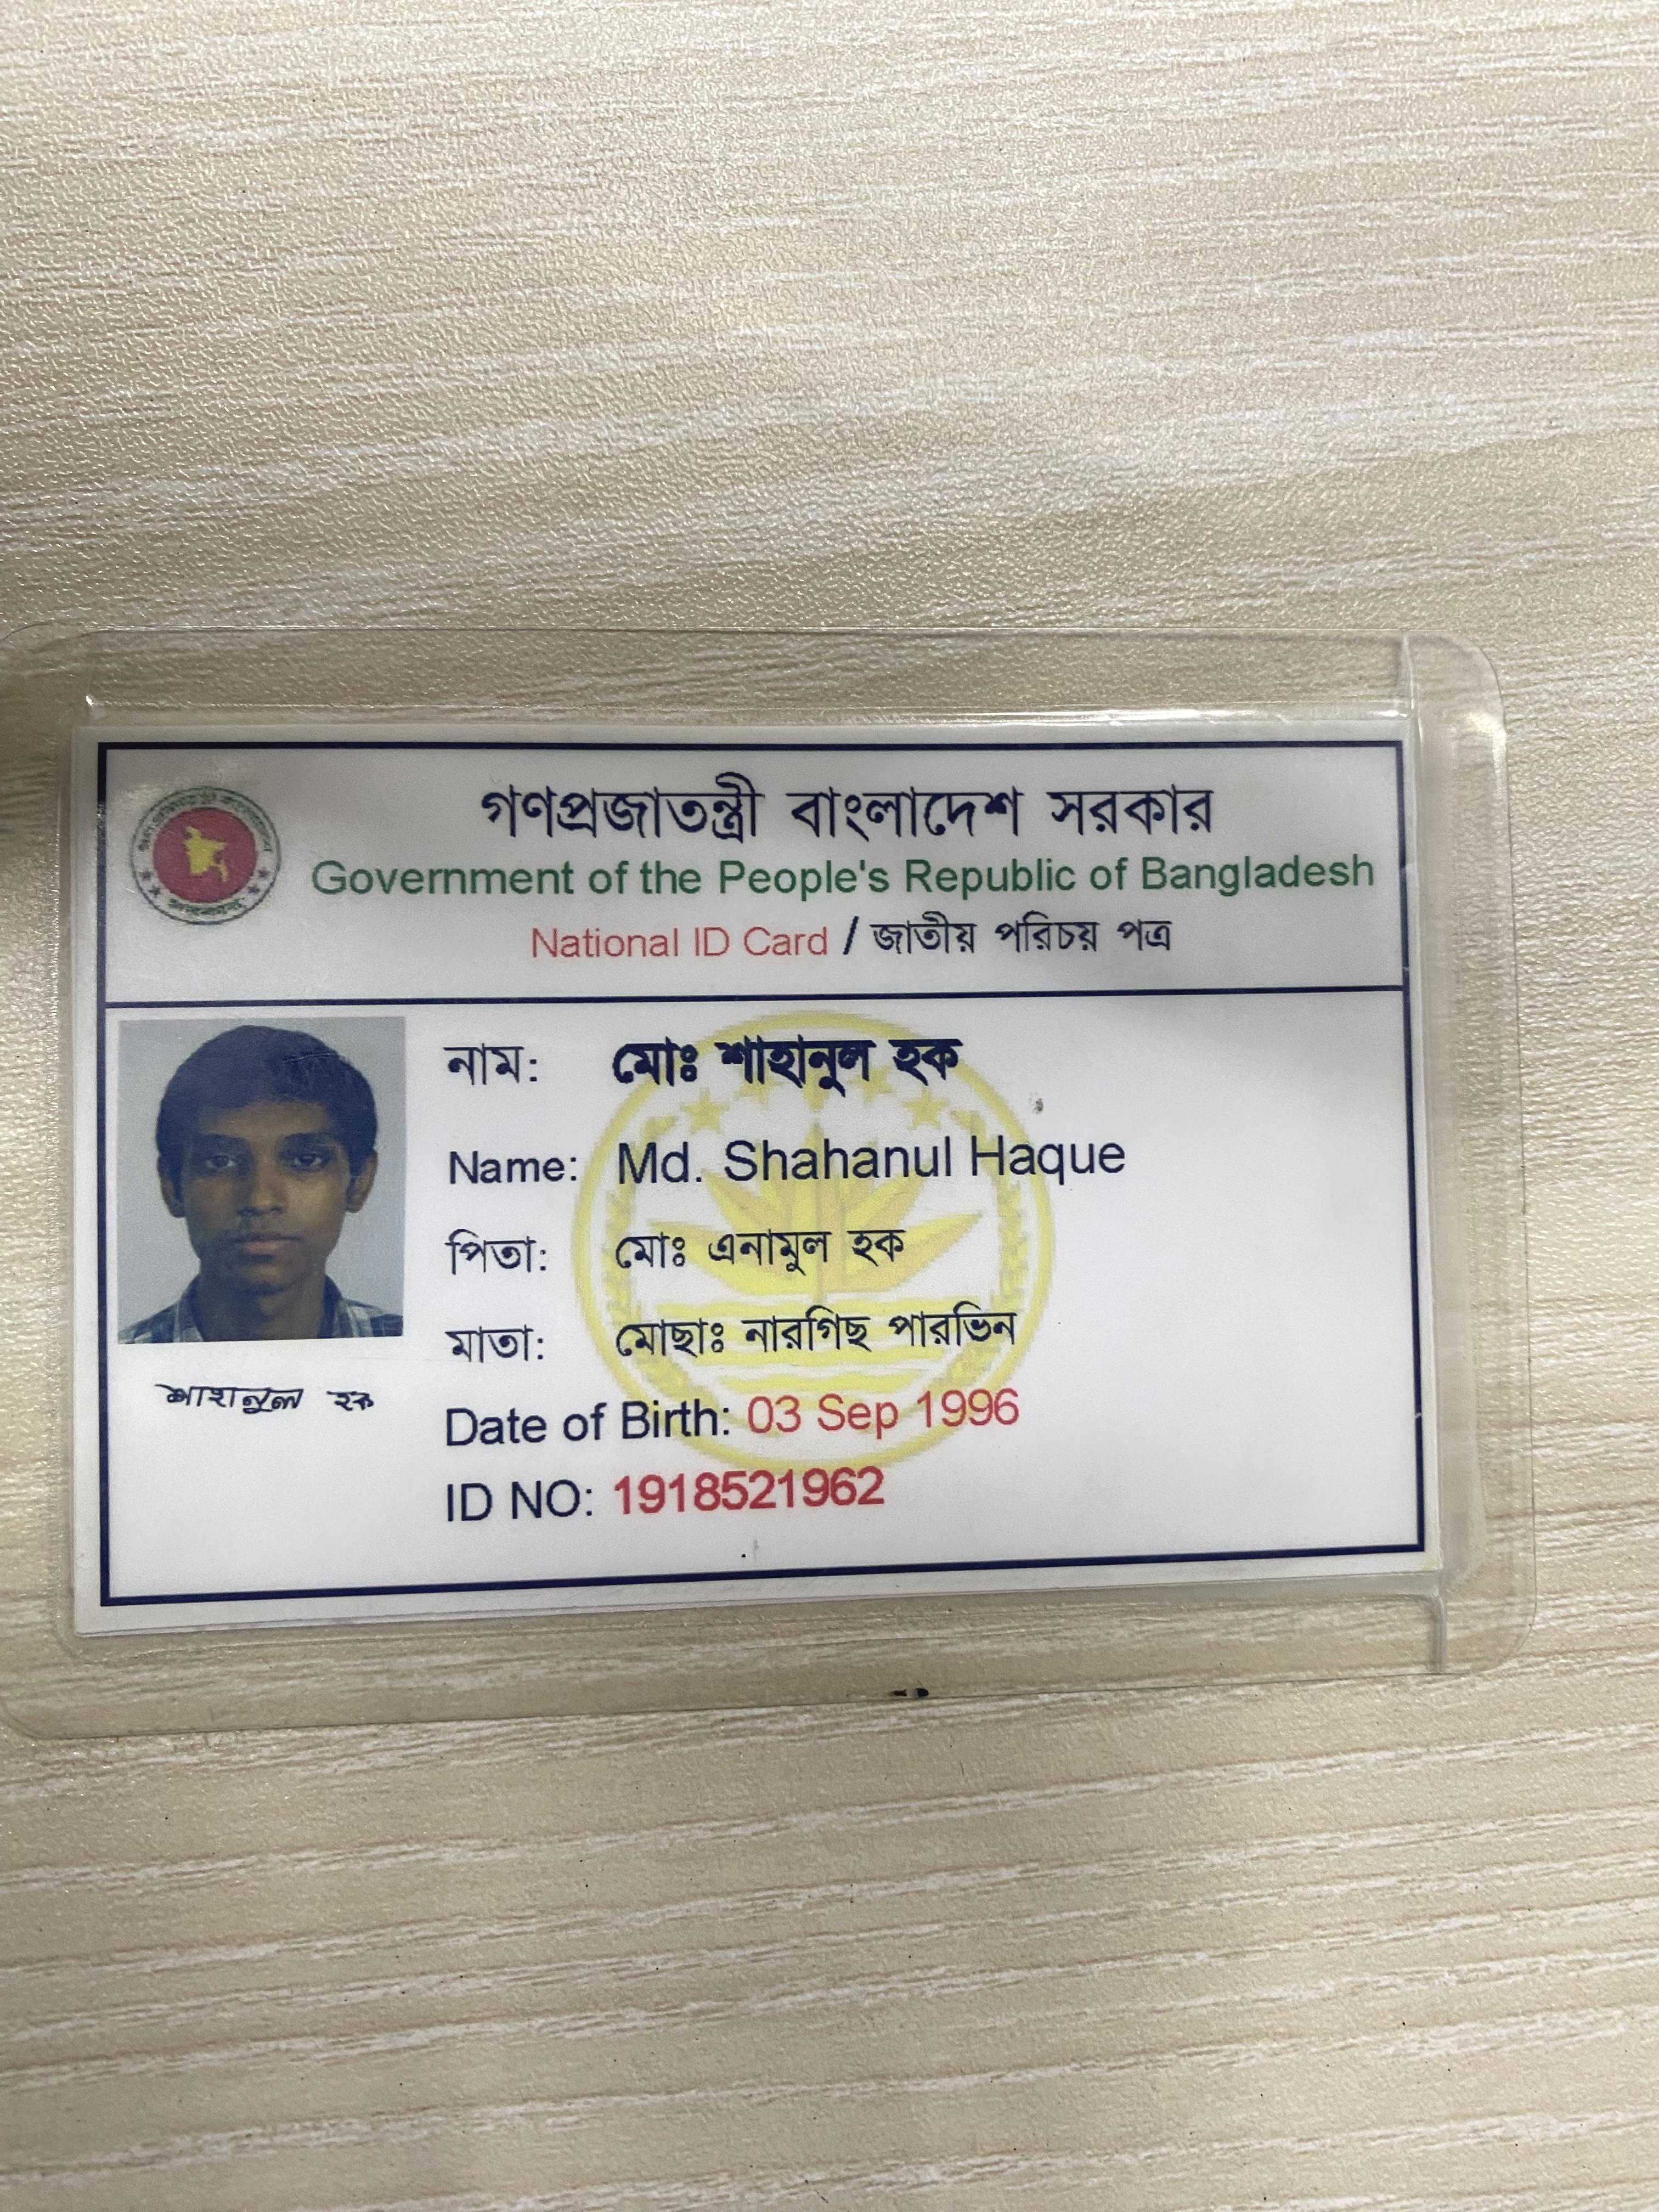 গণপ্রজাতন্ত্রী বাংলাদেশ সরকার
Government of the People's Republic of Bangladesh
National ID Card / জাতীয় পরিচয় পত্র
নাম: মোঃ শাহানুল হক
Name: Md. Shahanul Haque
পিতা: মোঃ এনামুল হক
মাতা: মোছাঃ নারগিছ পারভিন
শাহানুল হক
Date of Birth: 03 Sep 1996
ID NO: 1918521962